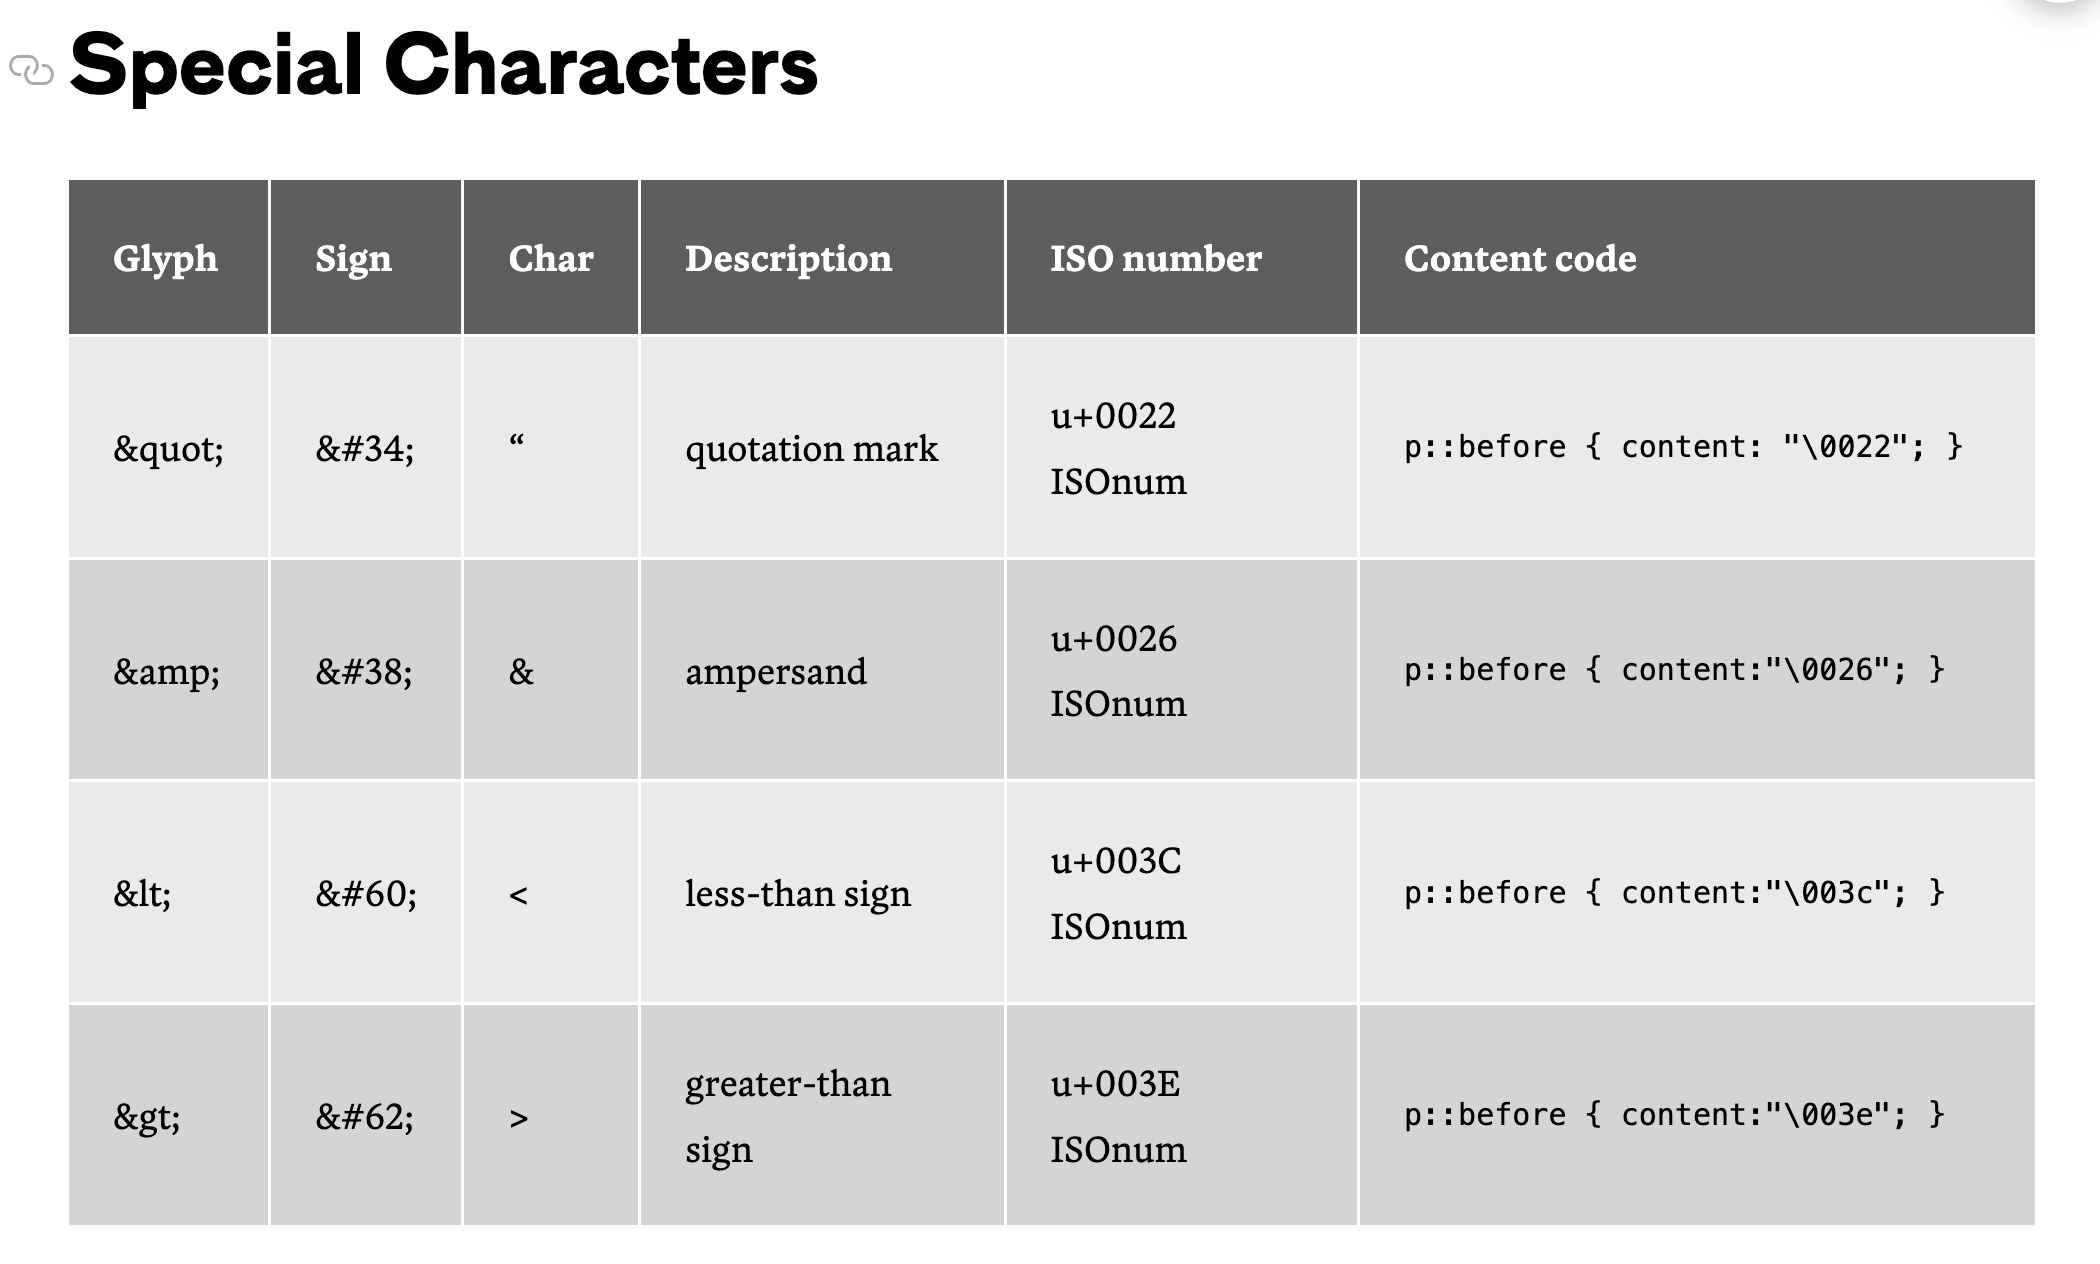 Special Characters
Glyph Sign Char Description ISO number Content code
&quot; &#34; “ quotation mark u+0022 ISOnum p::before { content: "\0022"; }
&amp; &#38; & ampersand u+0026 ISOnum p::before { content:"\0026"; }
&lt; &#60; < less-than sign u+003C ISOnum p::before { content:"\003c"; }
&gt; &#62; > greater-than sign u+003E ISOnum p::before { content:"\003e"; }